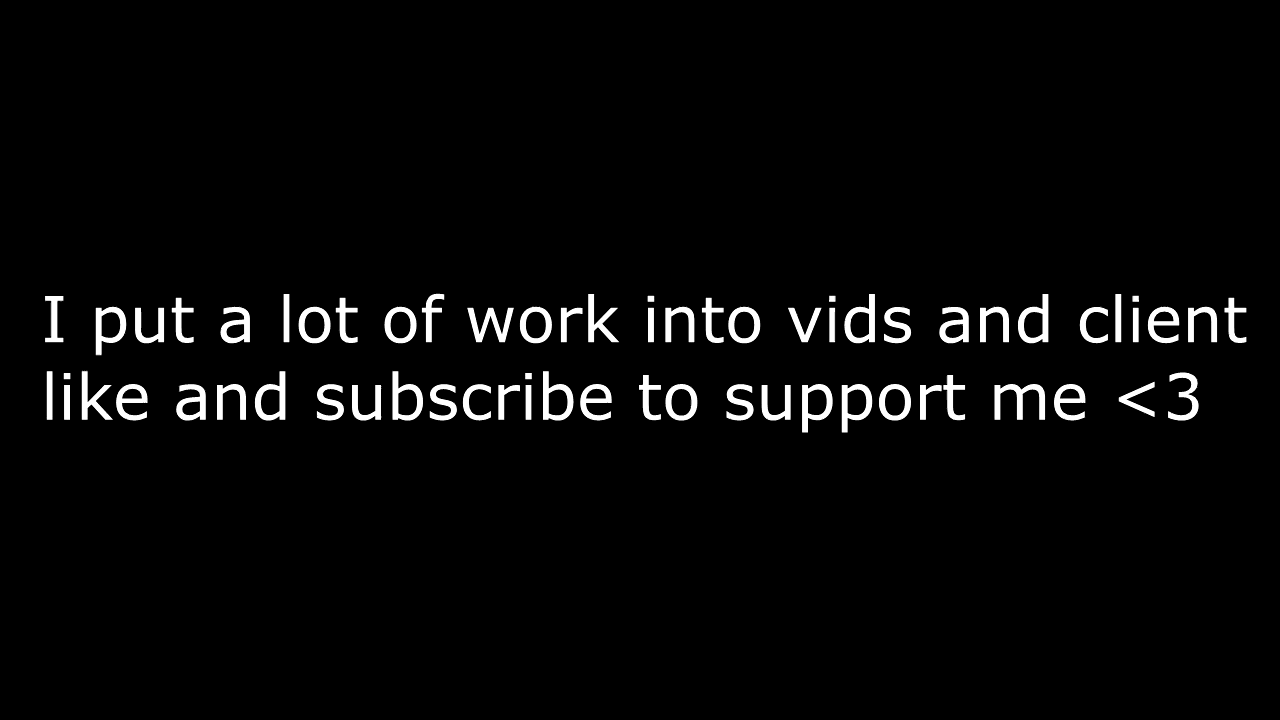 I put a lot of work into vids and client
like and subscribe to support me <3